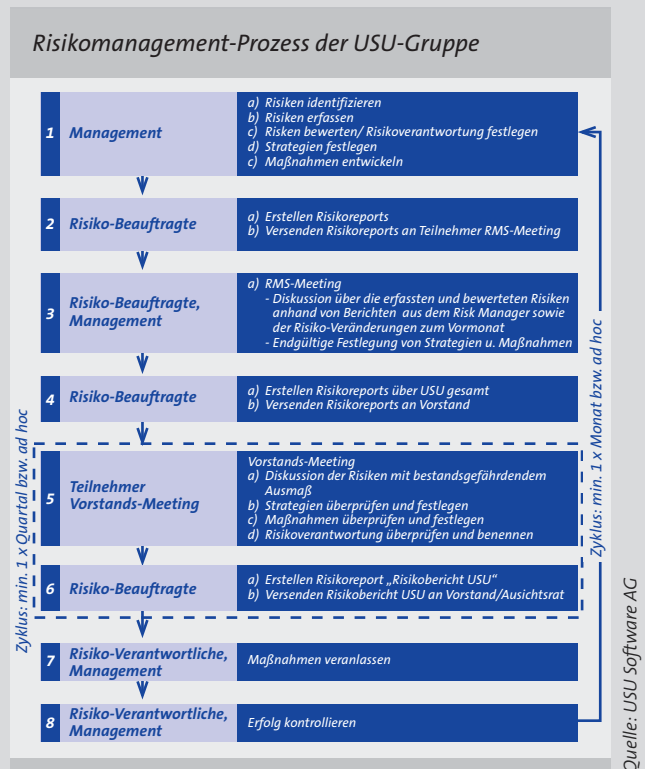 Risikomanagement-Prozess der USU-Gruppe
1 Management
a) Risiken identifizieren
b) Risiken erfassen
c) Risken bewerten/ Risikoverantwortung festlegen
d) Strategien festlegen
c) Maßnahmen entwickeln
2 Risiko-Beauftragte
a) Erstellen Risikoreports
b) Versenden Risikoreports an Teilnehmer RMS-Meeting
3 Risiko-Beauftragte,
Management
a) RMS-Meeting
- Diskussion über die erfassten und bewerteten Risiken
anhand von Berichten aus dem Risk Manager sowie
der Risiko-Veränderungen zum Vormonat
- Endgültige Festlegung von Strategien u. Maßnahmen
4 Risiko-Beauftragte
a) Erstellen Risikoreports über USU gesamt
b) Versenden Risikoreports an Vorstand
5 Teilnehmer
Vorstands-Meeting
Vorstands-Meeting
a) Diskussion der Risiken mit bestandsgefährdendem
Ausmaß
b) Strategien überprüfen und festlegen
c) Maßnahmen überprüfen und festlegen
d) Risikoverantwortung überprüfen und benennen
6 Risiko-Beauftragte
a) Erstellen Risikoreport „Risikobericht USU“
b) Versenden Risikobericht USU an Vorstand/Ausichtsrat
7 Risiko-Verantwortliche,
Management
Maßnahmen veranlassen
8 Risiko-Verantwortliche,
Management
Erfolg kontrollieren
Zyklus: min. 1 x Quartal bzw. ad hoc
Zyklus: min. 1 x Monat bzw. ad hoc
Quelle: USU Software AG